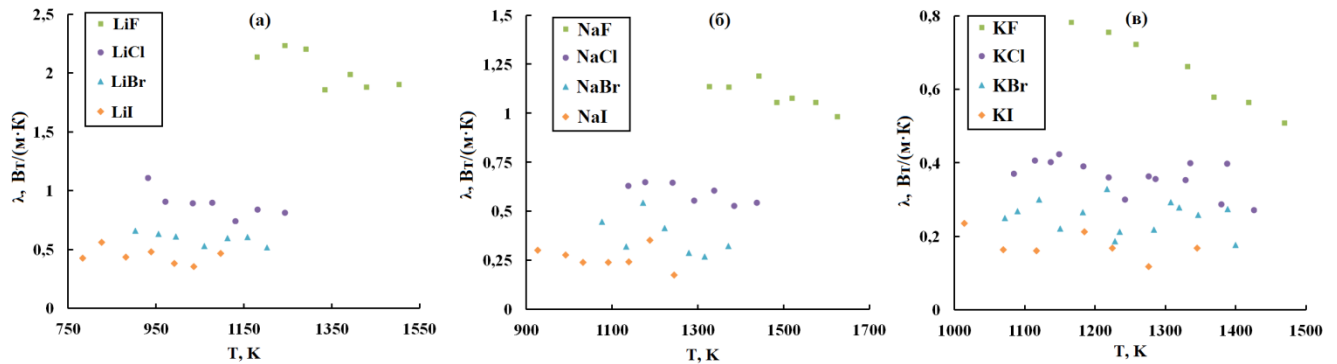 (а)
LiF
LiCl
LiBr
LiI
2,5
2
1,5
1
0,5
0
λ, Вт/(м·К)
750 950 1150 1350 1550
T, K
(б)
NaF
NaCl
NaBr
NaI
1,5
1,25
1
0,75
0,5
0,25
0
λ, Вт/(м·К)
900 1100 1300 1500 1700
T, K
(в)
KF
KCl
KBr
KI
0,8
0,6
0,4
0,2
0
λ, Вт/(м·К)
1000 1100 1200 1300 1400 1500
T, K